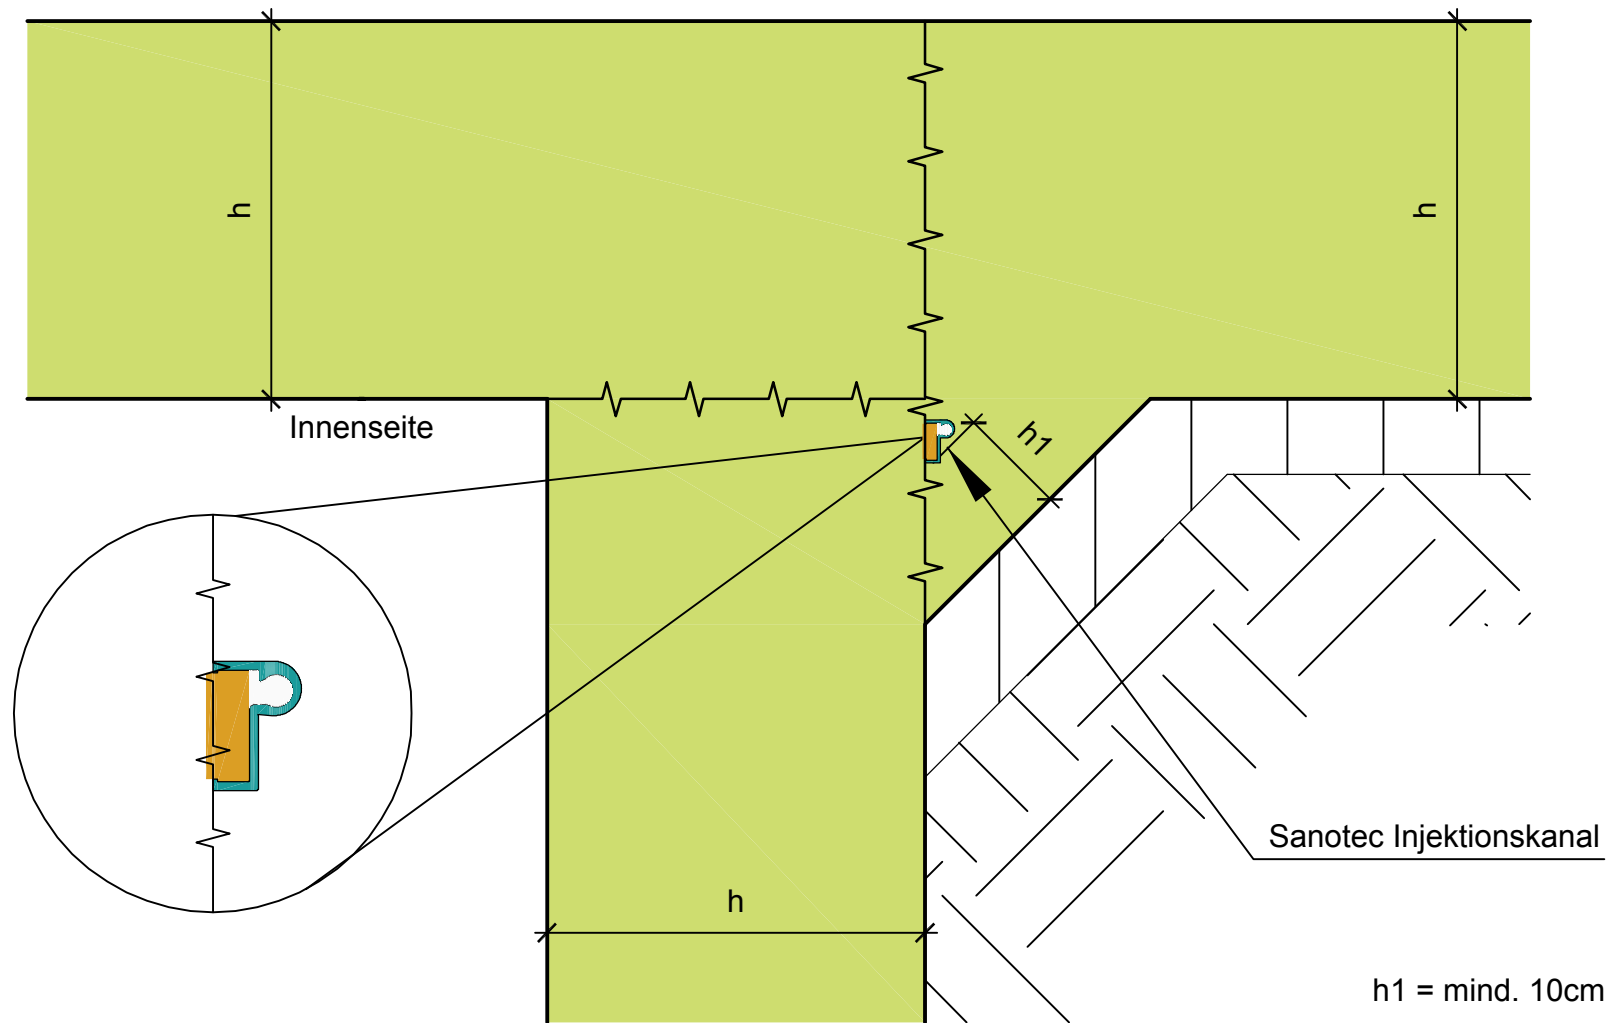 h
h
Innenseite
h1
Sanotec Injektionskanal
h
h1 = mind. 10cm